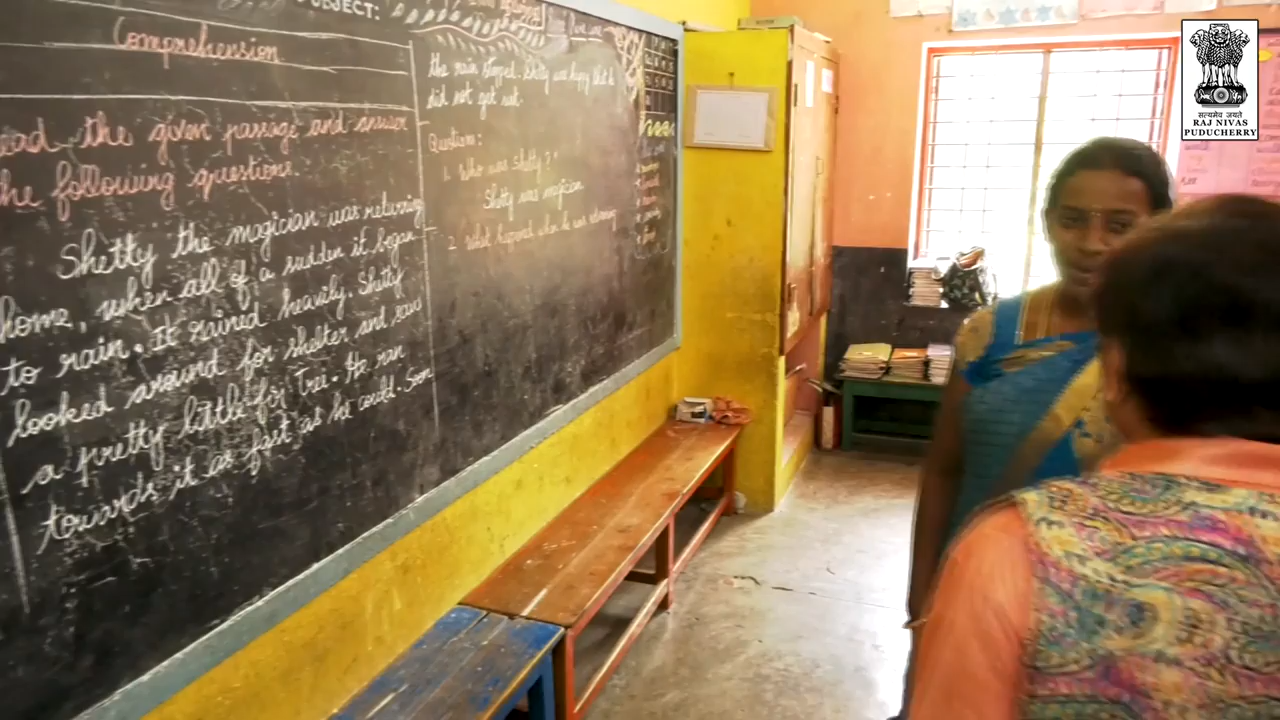 SUBJECT:
Comprehension
ead the given passage and answer
the following questions.
Shetty the magician was returning
home, when all of a sudden it began
to rain. It rained heavily. Shetty
looked around for shelter and saw
a pretty little fir Tree. He ran
towards it as fast as he could. Soon
the rain stopped. Shetty was happy that he
did not get wet.
Questions:
1. Who was Shetty?
Shetty was magician
2. What happened when he was returning
सत्यमेव जयते
RAJ NIVAS
PUDUCHERRY